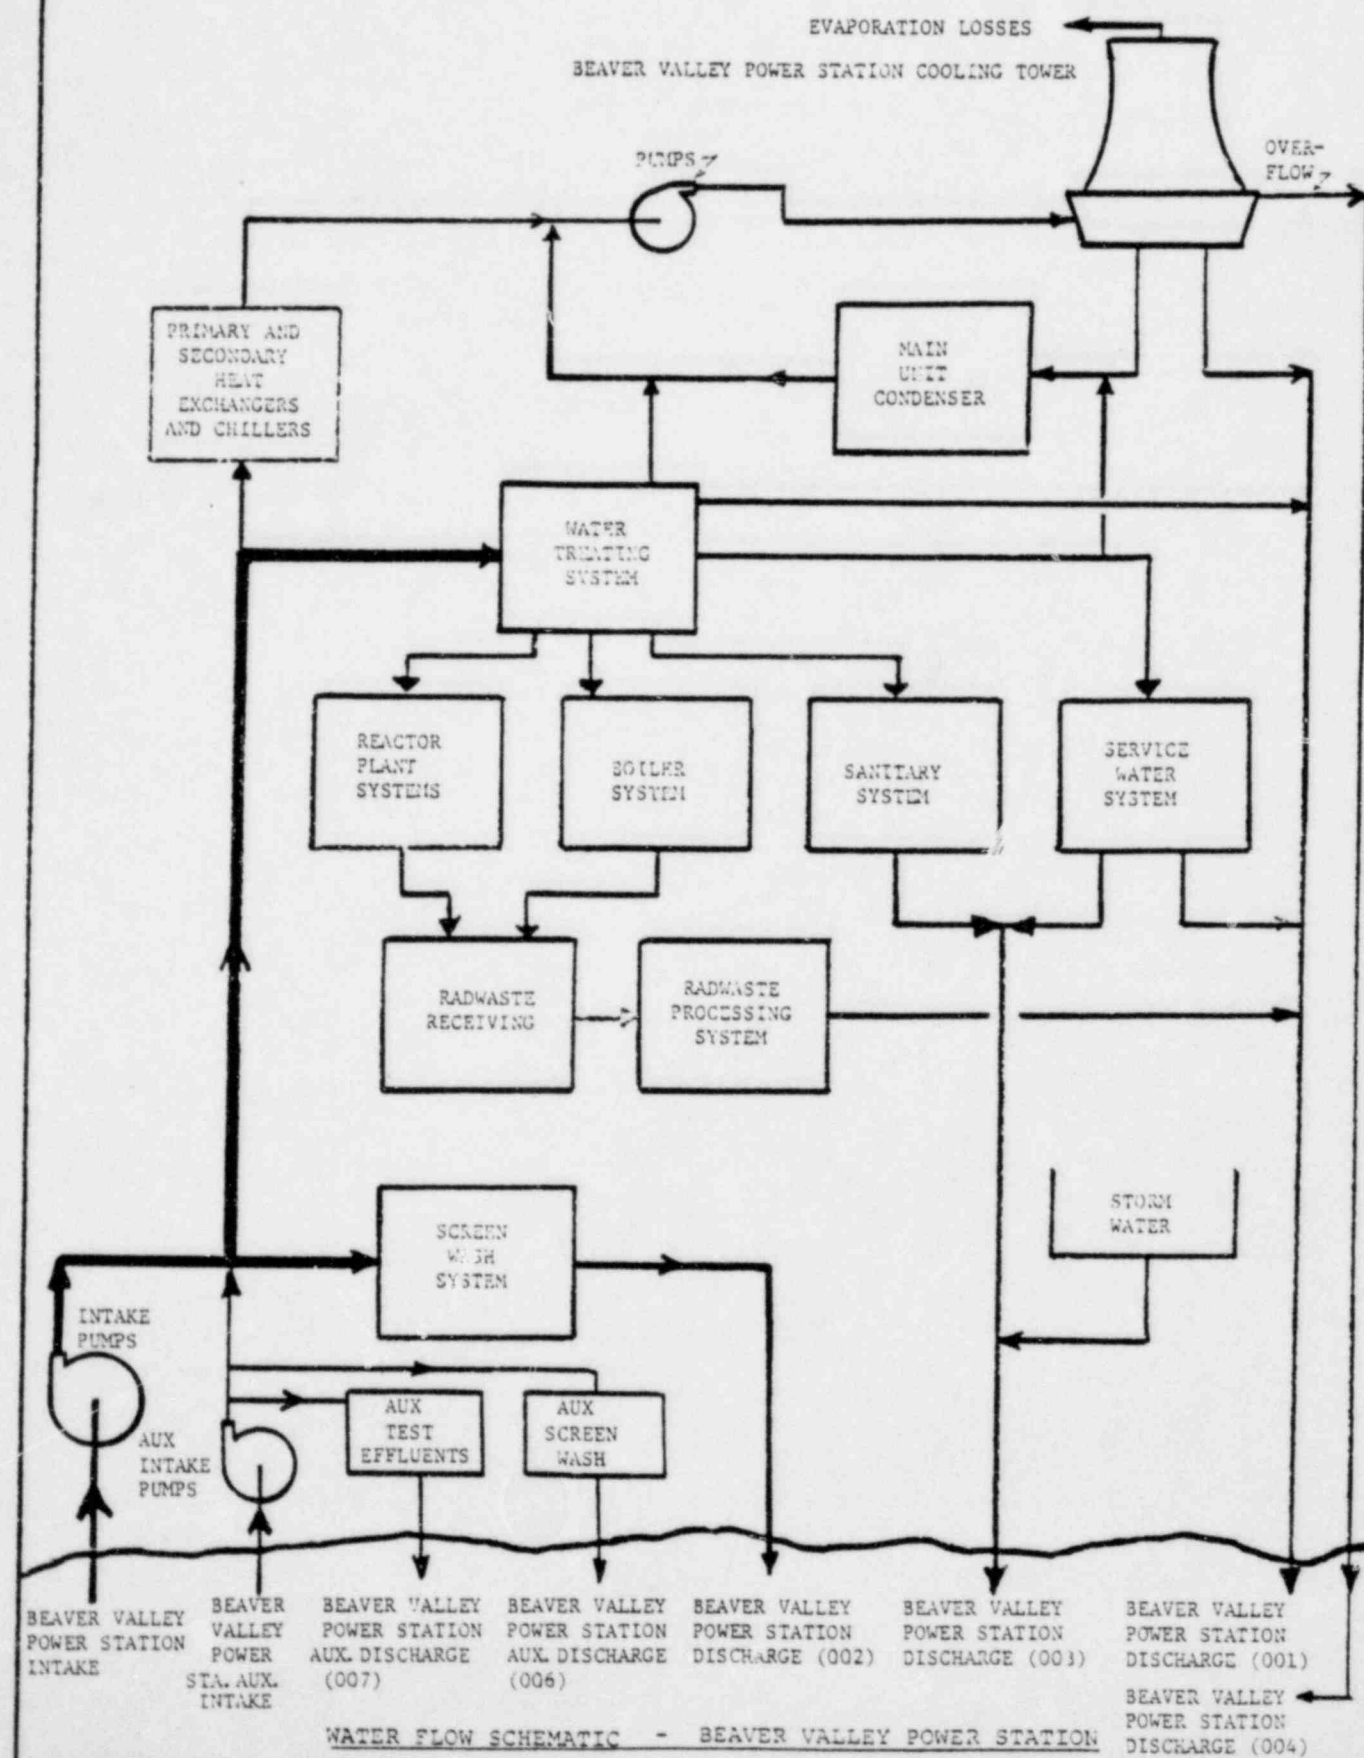 EVAPORATION LOSSES
BEAVER VALLEY POWER STATION COOLING TOWER
PUMPS
OVER-
FLOW
PRIMARY AND
SECONDARY
HEAT
EXCHANGERS
AND CHILLERS
MAIN
UNIT
CONDENSER
WATER
TREATING
SYSTEM
REACTOR
PLANT
SYSTEMS
BOILER
SYSTEM
SANITARY
SYSTEM
SERVICE
WATER
SYSTEM
RADWASTE
RECEIVING
RADWASTE
PROCESSING
SYSTEM
SCREEN
WASH
SYSTEM
STORM
WATER
INTAKE
PUMPS
AUX
INTAKE
PUMPS
AUX
TEST
EFFLUENTS
AUX
SCREEN
WASH
BEAVER VALLEY
POWER STATION
INTAKE
BEAVER
VALLEY
POWER
STA. AUX.
INTAKE
BEAVER VALLEY
POWER STATION
AUX. DISCHARGE
(007)
BEAVER VALLEY
POWER STATION
AUX. DISCHARGE
(006)
BEAVER VALLEY
POWER STATION
DISCHARGE (002)
BEAVER VALLEY
POWER STATION
DISCHARGE (003)
BEAVER VALLEY
POWER STATION
DISCHARGE (001)
BEAVER VALLEY
POWER STATION
DISCHARGE (004)
WATER FLOW SCHEMATIC - BEAVER VALLEY POWER STATION